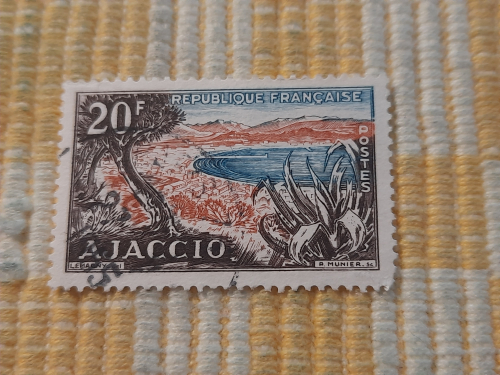 20F
REPUBLIQUE FRANÇAISE
POSTES
AJACCIO
P. MUNIER. SC